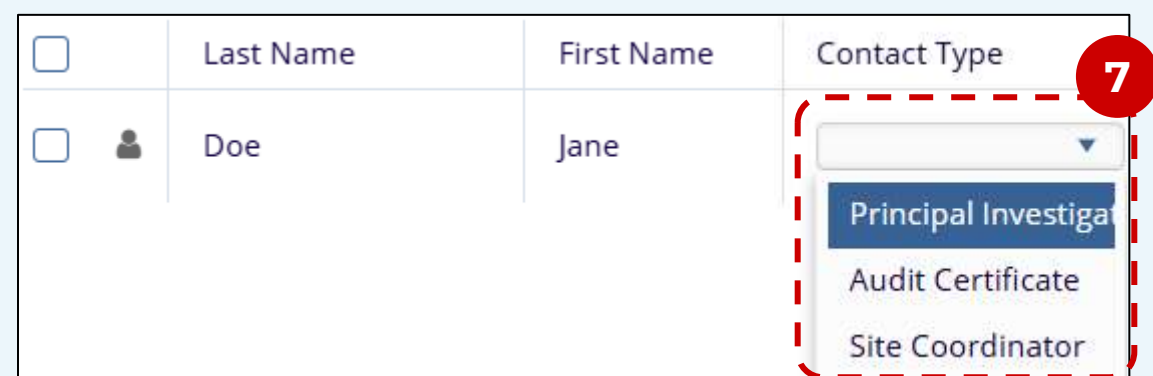 Last Name First Name Contact Type
7
Doe Jane
Principal Investigat
Audit Certificate
Site Coordinator